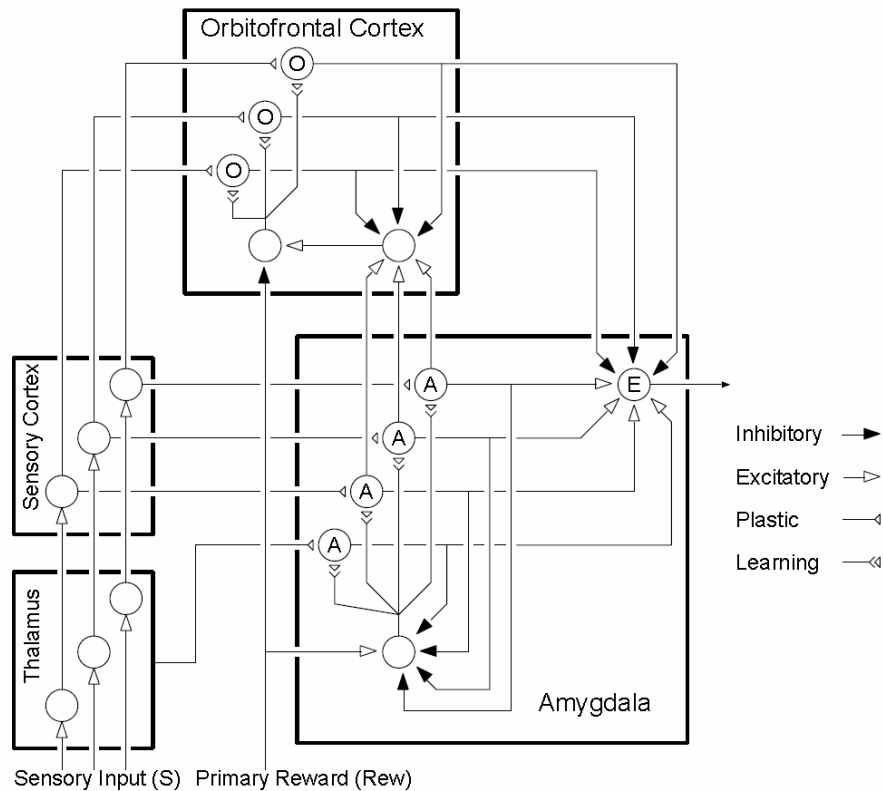 Orbitofrontal Cortex
O
O
O
Sensory Cortex
A
E
A
A
A
Inhibitory
Excitatory
Plastic
Learning
Thalamus
Amygdala
Sensory Input (S) Primary Reward (Rew)